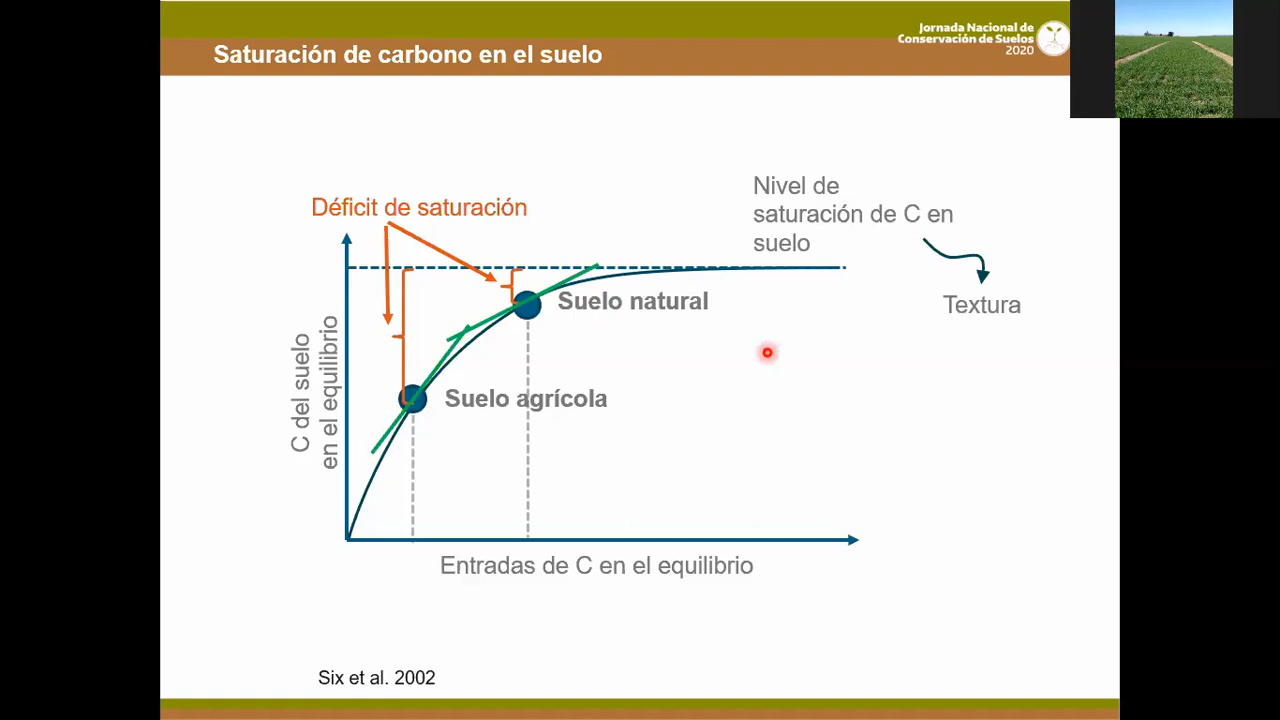 Jornada Nacional de
Conservación de Suelos
2020
Saturación de carbono en el suelo
Nivel de
saturación de C en
suelo
Déficit de saturación
Textura
Suelo natural
Suelo agrícola
C del suelo
en el equilibrio
Entradas de C en el equilibrio
Six et al. 2002